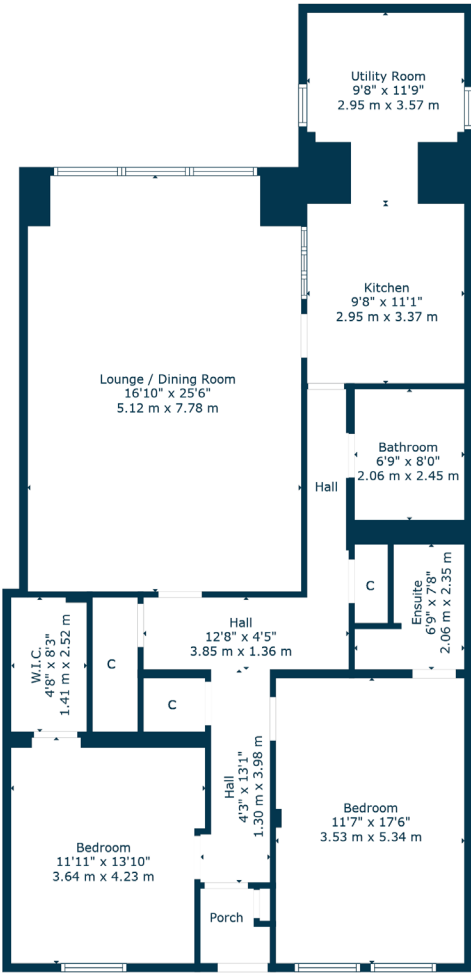 Utility Room
9'8" x 11'9"
2.95 m x 3.57 m
Kitchen
9'8" x 11'1"
2.95 m x 3.37 m
Lounge / Dining Room
16'10" x 25'6"
5.12 m x 7.78 m
Bathroom
6'9" x 8'0"
2.06 m x 2.45 m
Hall
C
Ensuite
6'9" x 7'8"
2.06 m x 2.35 m
Hall
12'8" x 4'5"
3.85 m x 1.36 m
W.I.C.
4'8" x 8'3"
1.41 m x 2.52 m
C
C
Hall
4'3" x 13'1"
1.30 m x 3.98 m
Bedroom
11'7" x 17'6"
3.53 m x 5.34 m
Bedroom
11'11" x 13'10"
3.64 m x 4.23 m
Porch